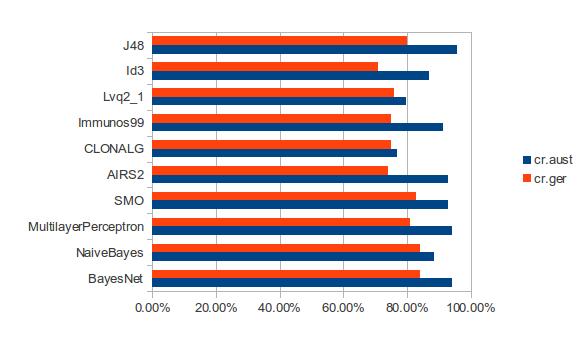 J48
Id3
Lvq2_1
Immunos99
CLONALG
AIRS2
SMO
MultilayerPerceptron
NaiveBayes
BayesNet
cr.aust
cr.ger
0.00% 20.00% 40.00% 60.00% 80.00% 100.00%